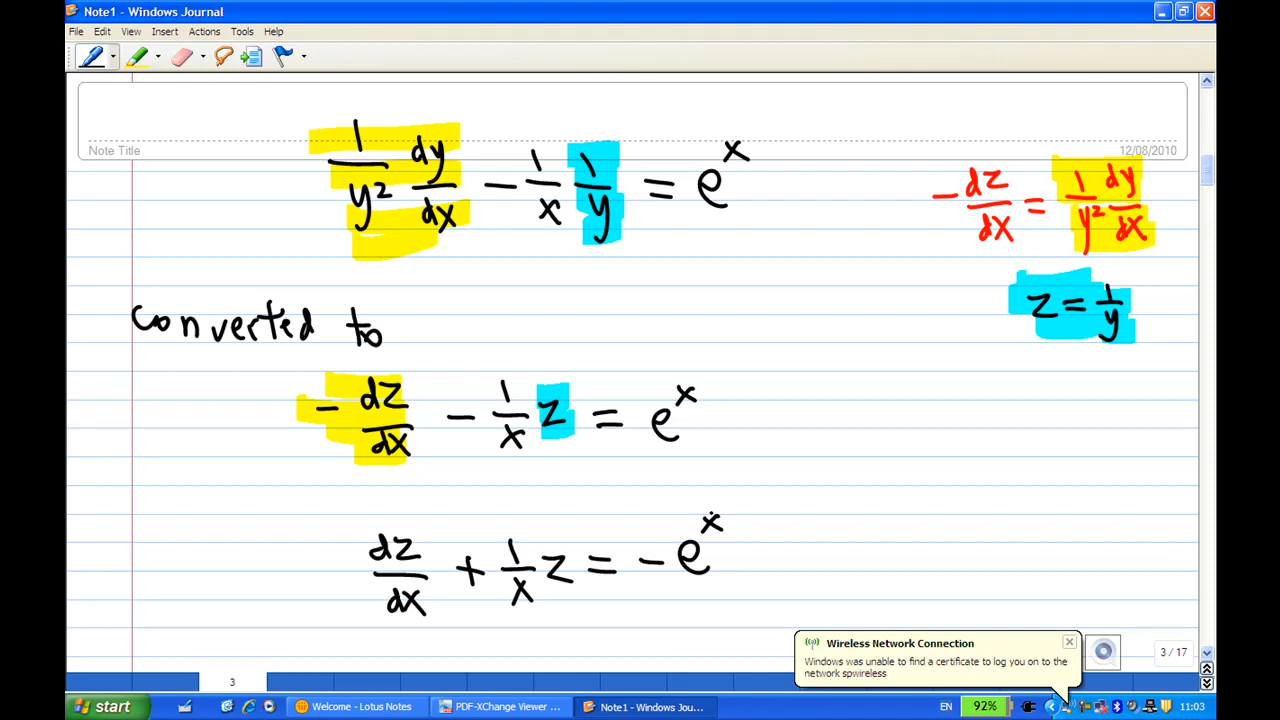 Note1 - Windows Journal
File Edit View Insert Actions Tools Help
Note Title
12/08/2010
1/y² dy/dx - 1/x 1/y = e^x
- dz/dx = 1/y² dy/dx
z = 1/y
converted to
- dz/dx - 1/x z = e^x
dz/dx + 1/x z = - e^x
Wireless Network Connection
Windows was unable to find a certificate to log you on to the
network spwireless
3 / 17
3
start
Welcome - Lotus Notes
PDF-XChange Viewer ...
Note1 - Windows Jou...
EN
92%
11:03